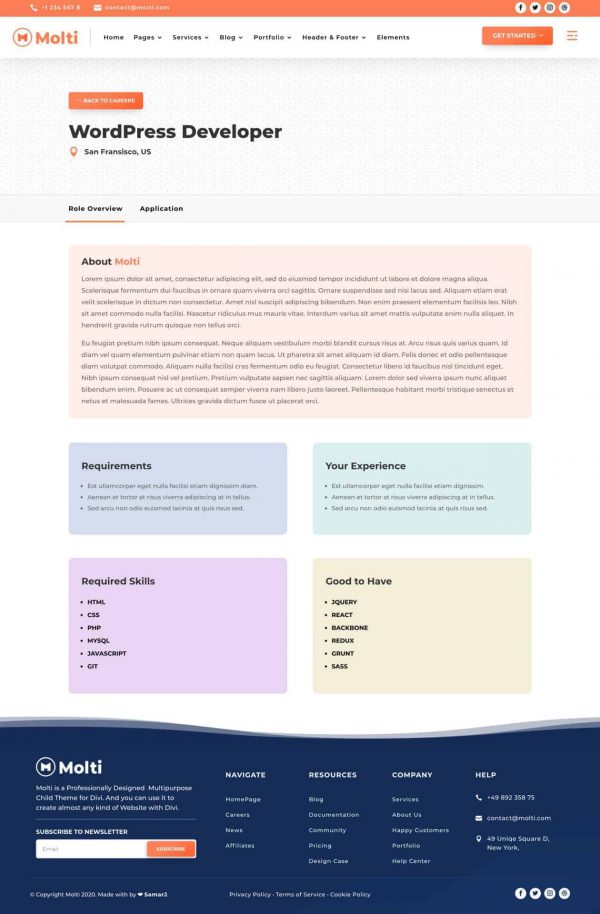 +1 234 567 8 contact@molti.com
Molti Home Pages Services Blog Portfolio Header & Footer Elements GET STARTED →
← BACK TO CAREERS
WordPress Developer
San Fransisco, US
Role Overview Application
About Molti
Lorem ipsum dolor sit amet, consectetur adipiscing elit, sed do eiusmod tempor incididunt ut labore et dolore magna aliqua.
Scelerisque fermentum dui faucibus in ornare quam viverra orci sagittis. Ornare suspendisse sed nisi lacus sed. Aliquam etiam erat
velit scelerisque in dictum non consectetur. Amet nisl suscipit adipiscing bibendum. Non enim praesent elementum facilisis leo. Nibh
sit amet commodo nulla facilisi. Nascetur ridiculus mus mauris vitae. Interdum varius sit amet mattis vulputate enim nulla aliquet. In
hendrerit gravida rutrum quisque non tellus orci.
Eu feugiat pretium nibh ipsum consequat. Neque aliquam vestibulum morbi blandit cursus risus at. Arcu risus quis varius quam. Id
diam vel quam elementum pulvinar etiam non quam lacus. Ut pharetra sit amet aliquam id diam. Felis donec et odio pellentesque
diam volutpat commodo. Aliquam nulla facilisi cras fermentum odio eu feugiat. Consectetur libero id faucibus nisl tincidunt eget.
Nibh ipsum consequat nisl vel pretium. Pretium vulputate sapien nec sagittis aliquam. Lorem dolor sed viverra ipsum nunc aliquet
bibendum enim. Posuere ac ut consequat semper viverra nam libero justo laoreet. Pellentesque habitant morbi tristique senectus et
netus et malesuada fames. Ultrices gravida dictum fusce ut placerat orci.
Requirements
• Est ullamcorper eget nulla facilisi etiam dignissim diam.
• Aenean et tortor at risus viverra adipiscing at in tellus.
• Sed arcu non odio euismod lacinia at quis risus sed.
Your Experience
• Est ullamcorper eget nulla facilisi etiam dignissim.
• Aenean et tortor at risus viverra adipiscing at in tellus.
• Sed arcu non odio euismod lacinia at quis risus sed.
Required Skills
• HTML
• CSS
• PHP
• MYSQL
• JAVASCRIPT
• GIT
Good to Have
• JQUERY
• REACT
• BACKBONE
• REDUX
• GRUNT
• SASS
Molti
Molti is a Professionally Designed Multipurpose
Child Theme for Divi. And you can use it to
create almost any kind of Website with Divi.
SUBSCRIBE TO NEWSLETTER
Email SUBSCRIBE
NAVIGATE
HomePage
Careers
News
Affiliates
RESOURCES
Blog
Documentation
Community
Pricing
Design Case
COMPANY
Services
About Us
Happy Customers
Portfolio
Help Center
HELP
+49 892 358 75
contact@molti.com
49 Uniqe Square D,
New York,
© Copyright Molti 2020. Made with by ❤ SamarJ.
Privacy Policy · Terms of Service · Cookie Policy